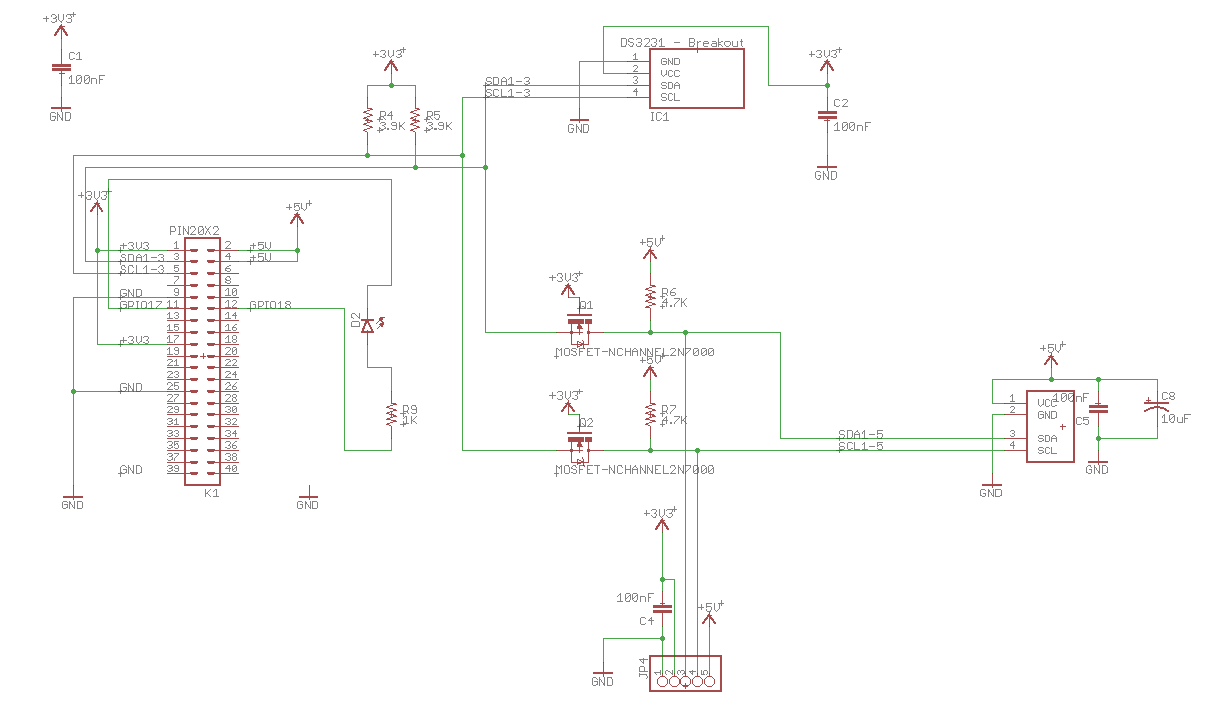 +3V3
C1
100nF
GND
+3V3
R4
3.9K
R5
3.9K
DS3231 - Breakout
1 GND
2 VCC
3 SDA
4 SCL
IC1
SDA1-3
SCL1-3
GND
+3V3
C2
100nF
GND
+3V3
+5V
PIN20X2
+3V3 1 2 +5V
SDA1-3 3 4 +5V
SCL1-3 5 6
7 8
GND 9 10
GPIO17 11 12 GPIO18
13 14
15 16
+3V3 17 18
19 20
21 22
23 24
GND 25 26
27 28
29 30
31 32
33 34
35 36
37 38
GND 39 40
K1
GND
GND
D2
R9
1K
+5V
+3V3
Q1
R6
4.7K
MOSFET-NCHANNEL2N7000
+5V
+3V3
Q2
R7
4.7K
MOSFET-NCHANNEL2N7000
SDA1-5
SCL1-5
+5V
1 VCC
2 GND
3 SDA
4 SCL
100nF
C5
C8
10uF
GND
GND
+3V3
100nF
C4
+5V
GND
JP4
1 2 3 4 5